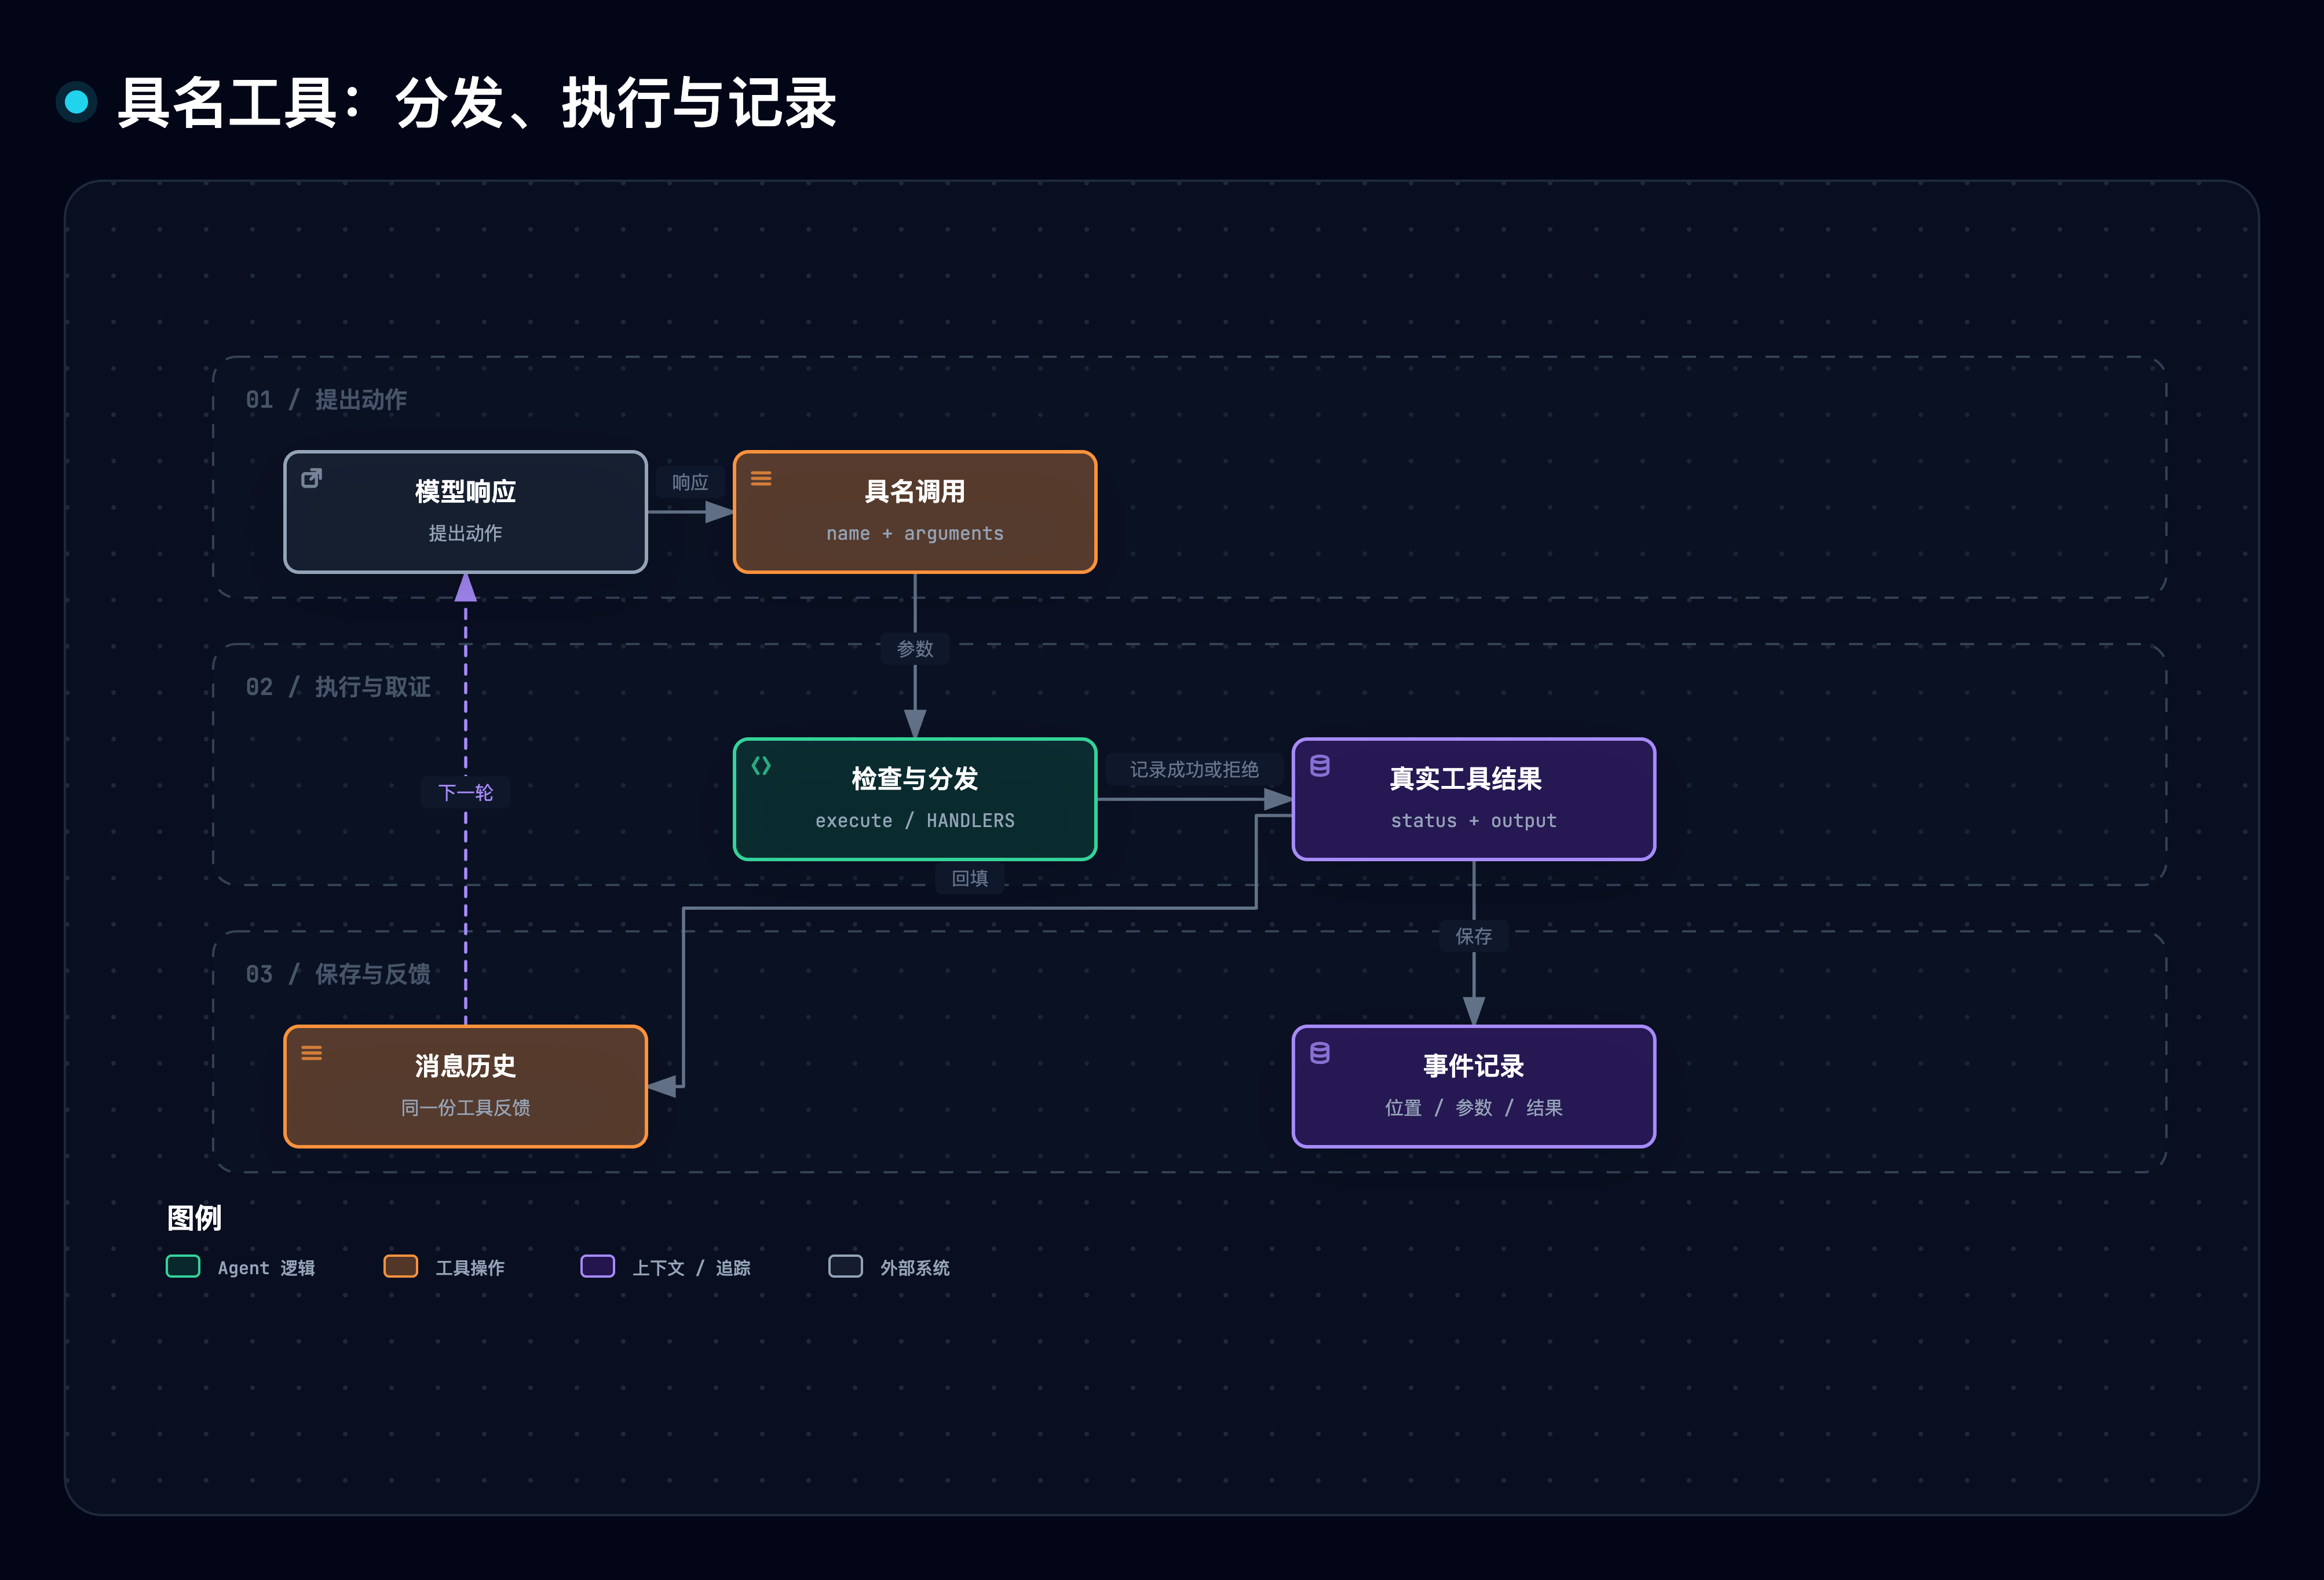 具名工具：分发、执行与记录
01 / 提出动作
模型响应
提出动作
响应
具名调用
name + arguments
参数
02 / 执行与取证
下一轮
检查与分发
execute / HANDLERS
记录成功或拒绝
真实工具结果
status + output
回填
保存
03 / 保存与反馈
消息历史
同一份工具反馈
事件记录
位置 / 参数 / 结果
图例
Agent 逻辑
工具操作
上下文 / 追踪
外部系统